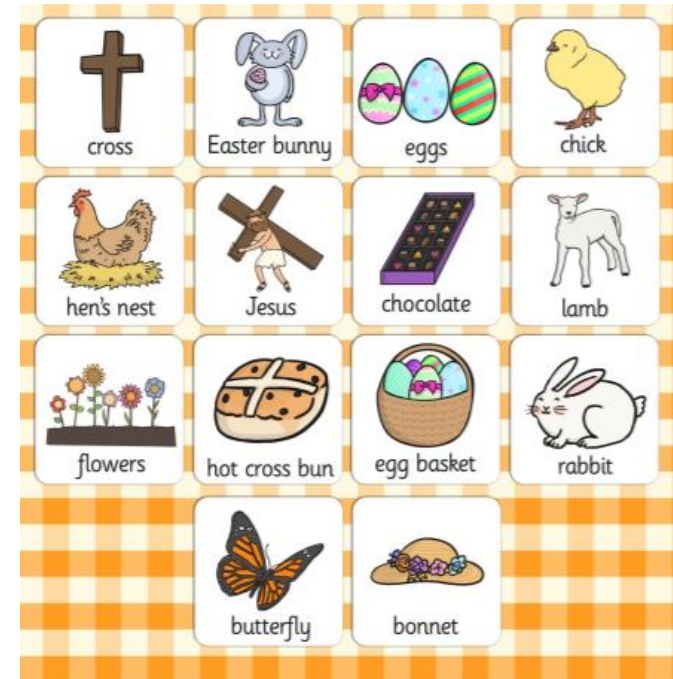 cross
Easter bunny
eggs
chick
hen's nest
Jesus
chocolate
lamb
flowers
hot cross bun
egg basket
rabbit
butterfly
bonnet